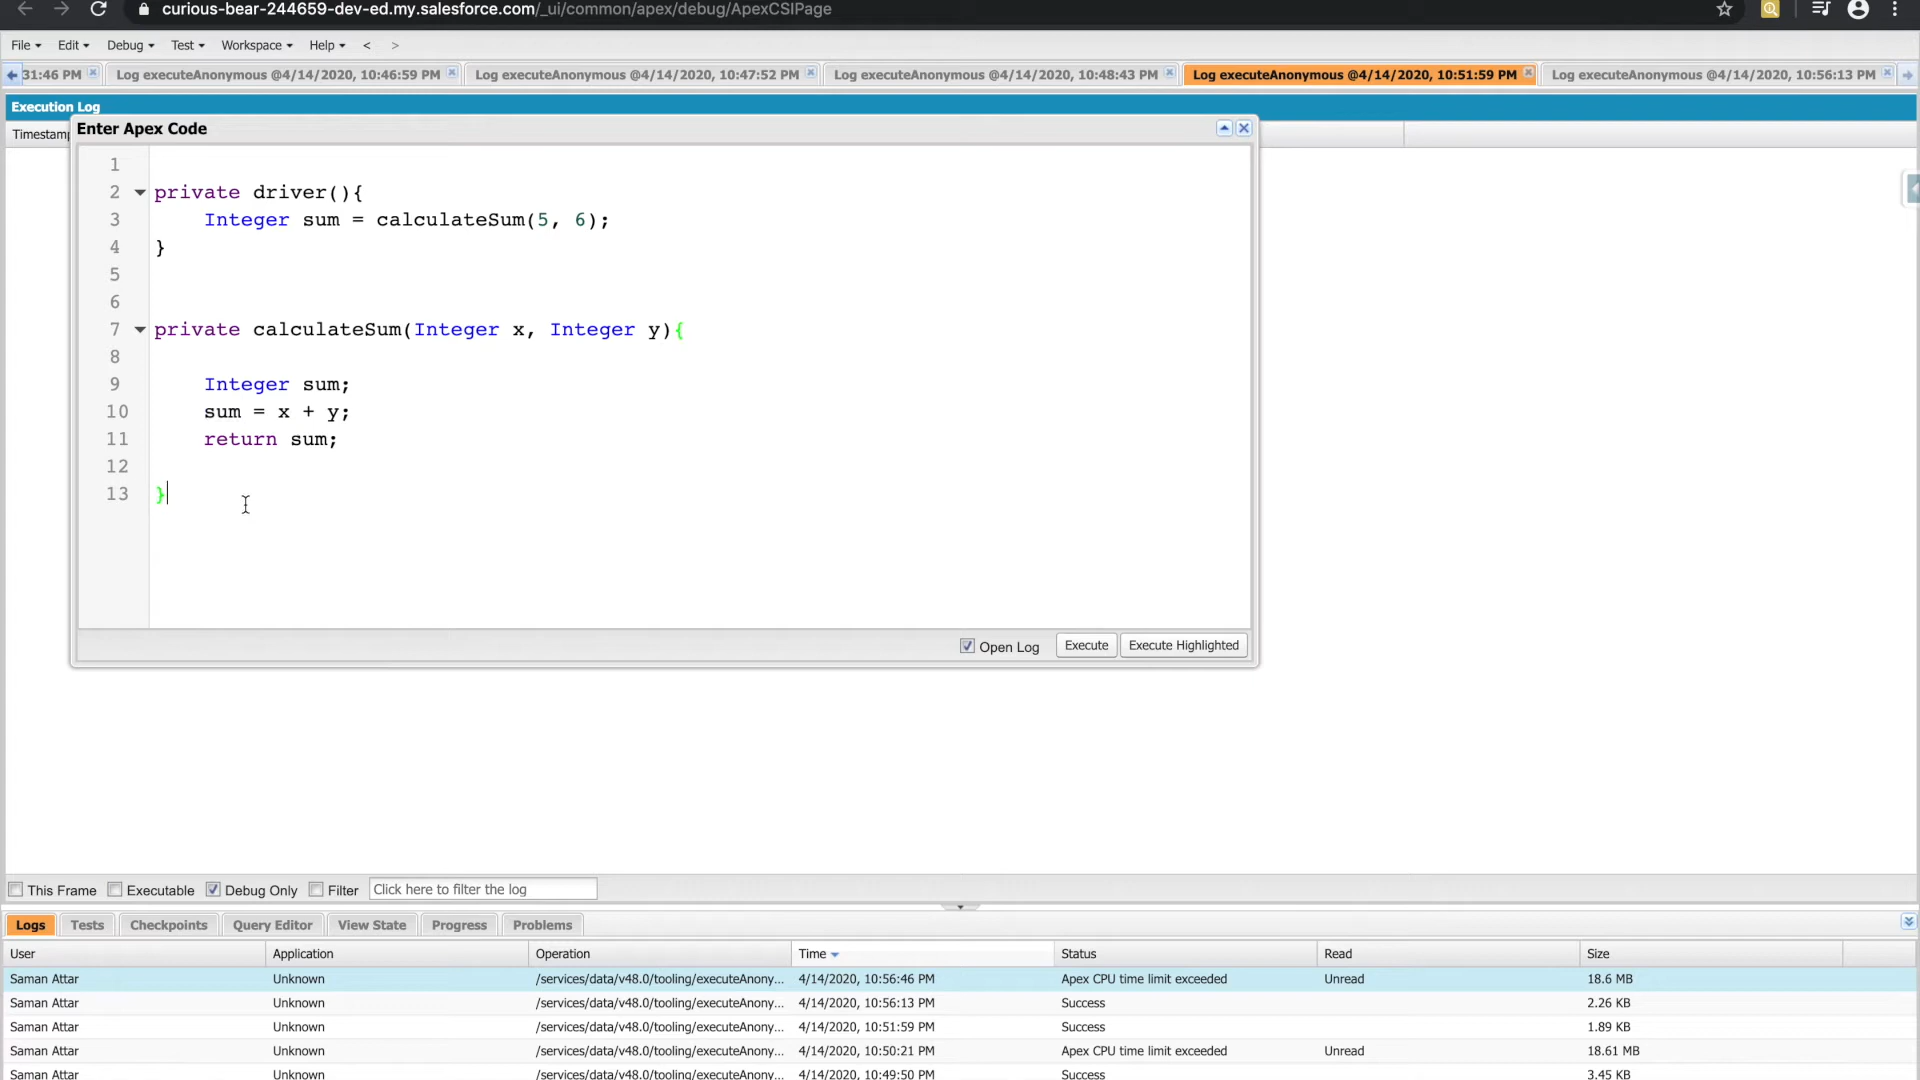 curious-bear-244659-dev-ed.my.salesforce.com/_ui/common/apex/debug/ApexCSIPage
File Edit Debug Test Workspace Help < >
31:46 PM Log executeAnonymous @4/14/2020, 10:46:59 PM Log executeAnonymous @4/14/2020, 10:47:52 PM Log executeAnonymous @4/14/2020, 10:48:43 PM Log executeAnonymous @4/14/2020, 10:51:59 PM Log executeAnonymous @4/14/2020, 10:56:13 PM
Execution Log
Timestamp
Enter Apex Code
1
2 private driver(){
3 Integer sum = calculateSum(5, 6);
4 }
5
6
7 private calculateSum(Integer x, Integer y){
8
9 Integer sum;
10 sum = x + y;
11 return sum;
12
13 }
Open Log Execute Execute Highlighted
This Frame Executable Debug Only Filter Click here to filter the log
Logs Tests Checkpoints Query Editor View State Progress Problems
User Application Operation Time Status Read Size
Saman Attar Unknown /services/data/v48.0/tooling/executeAnony... 4/14/2020, 10:56:46 PM Apex CPU time limit exceeded Unread 18.6 MB
Saman Attar Unknown /services/data/v48.0/tooling/executeAnony... 4/14/2020, 10:56:13 PM Success 2.26 KB
Saman Attar Unknown /services/data/v48.0/tooling/executeAnony... 4/14/2020, 10:51:59 PM Success 1.89 KB
Saman Attar Unknown /services/data/v48.0/tooling/executeAnony... 4/14/2020, 10:50:21 PM Apex CPU time limit exceeded Unread 18.61 MB
Saman Attar Unknown /services/data/v48.0/tooling/executeAnony... 4/14/2020, 10:49:50 PM Success 3.45 KB